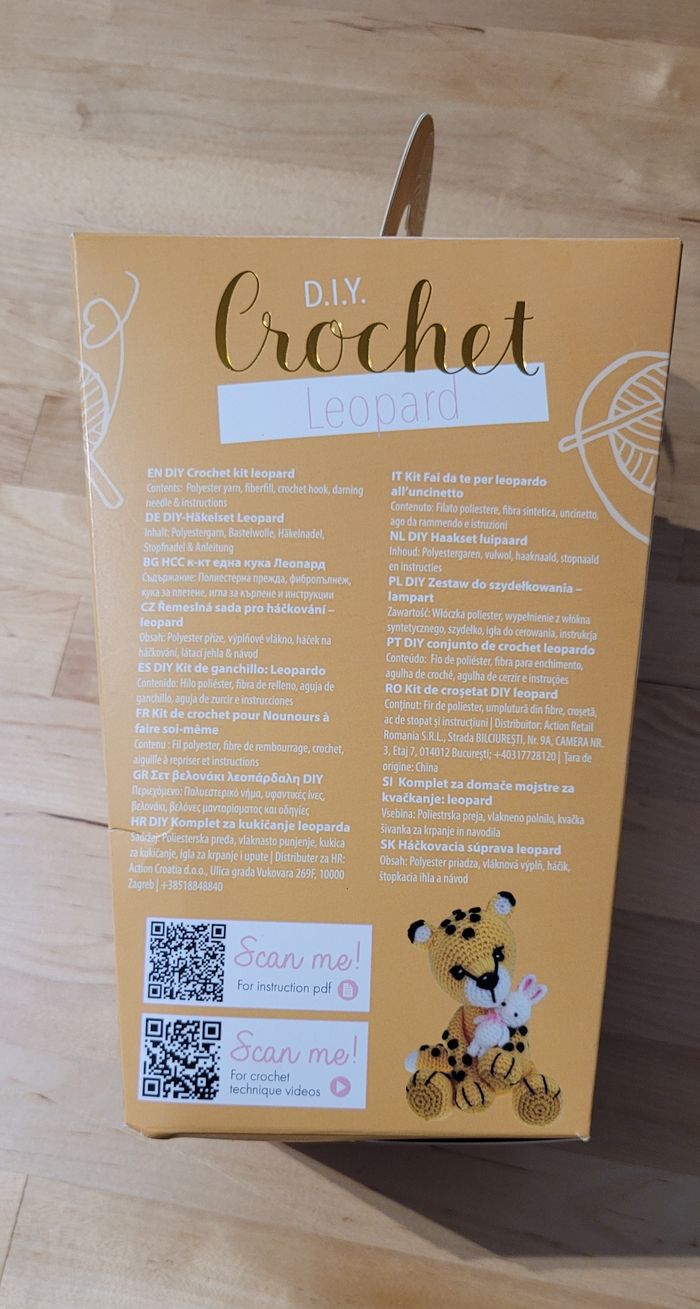 D.I.Y.
Crochet
Leopard
EN DIY Crochet kit leopard
Contents: Polyester yarn, fiberfill, crochet hook, darning
needle & instructions
DE DIY-Häkelset Leopard
Inhalt: Polyestergarn, Bastelwolle, Häkelnadel,
Stopfnadel & Anleitung
BG НСС к-кт една кука Леопард
Съдържание: Полиестерна прежда, фибропълнеж,
кука за плетене, игла за кърпене и инструкции
CZ Řemeslná sada pro háčkování –
leopard
Obsah: Polyester příze, výplňové vlákno, háček na
háčkování, látací jehla & návod
ES DIY Kit de ganchillo: Leopardo
Contenido: Hilo poliéster, fibra de relleno, aguja de
ganchillo, aguja de zurcir e instrucciones
FR Kit de crochet pour Nounours à
faire soi-même
Contenu : Fil polyester, fibre de rembourrage, crochet,
aiguille à repriser et instructions
GR Σετ βελονάκι λεοπάρδαλη DIY
Περιεχόμενο: Πολυεστερικό νήμα, υφαντικές ίνες,
βελονάκι, βελόνες μανταρίσματος και οδηγίες
HR DIY Komplet za kukičanje leoparda
Sadržaj: Poliesterska pređa, vlaknasto punjenje, kukica
za kukičanje, igla za krpanje i upute | Distributer za HR:
Action Croatia d.o.o., Ulica grada Vukovara 269F, 10000
Zagreb | +38518848840
IT Kit Fai da te per leopardo
all'uncinetto
Contenuto: Filato poliestere, fibra sintetica, uncinetto,
ago da rammendo e istruzioni
NL DIY Haakset luipaard
Inhoud: Polyestergaren, vulwol, haaknaald, stopnaald
en instructies
PL DIY Zestaw do szydełkowania –
lampart
Zawartość: Włóczka poliester, wypełnienie z włókna
syntetycznego, szydełko, igła do cerowania, instrukcja
PT DIY conjunto de crochet leopardo
Conteúdo: Fio de poliéster, fibra para enchimento,
agulha de croché, agulha de cerzir e instruções
RO Kit de croșetat DIY leopard
Conținut: Fir de poliester, umplutură din fibre, croșetă,
ac de stopat și instrucțiuni | Distribuitor: Action Retail
Romania S.R.L., Strada BILCIUREȘTI, Nr. 9A, CAMERA NR.
3, Etaj 7, 014012 București; +40317728120 | Țara de
origine: China
SI Komplet za domače mojstre za
kvačkanje: leopard
Vsebina: Poliestrska preja, vlakneno polnilo, kvačka
šivanka za krpanje in navodila
SK Háčkovacia súprava leopard
Obsah: Polyester priadza, vláknová výplň, háčik,
štopkacia ihla a návod
Scan me!
For instruction pdf
Scan me!
For crochet
technique videos